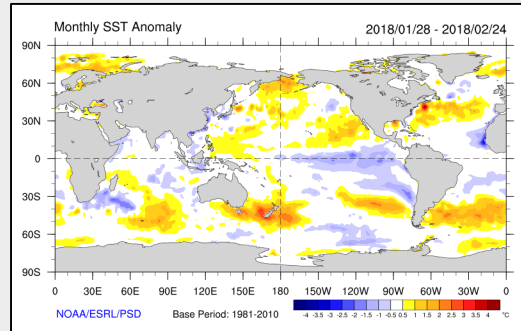 Monthly SST Anomaly 2018/01/28 - 2018/02/24
90N
60N
30N
0
30S
60S
90S
0 30E 60E 90E 120E 150E 180 150W 120W 90W 60W 30W 0
NOAA/ESRL/PSD Base Period: 1981-2010 -4 -3.5 -3 -2.5 -2 -1.5 -1 -0.5 0.5 1 1.5 2 2.5 3 3.5 4 °C